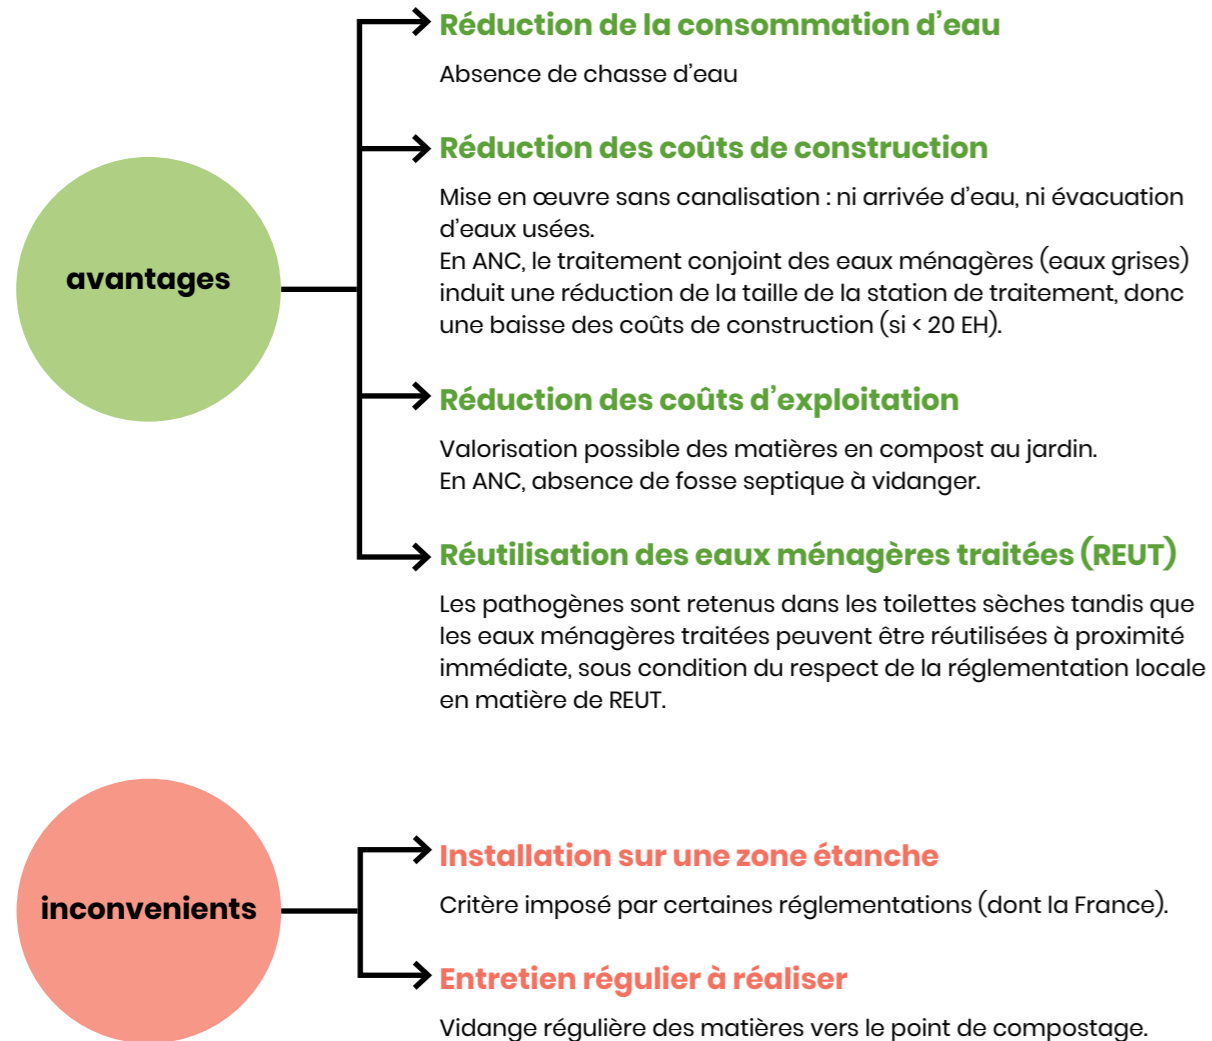 avantages
Réduction de la consommation d'eau
Absence de chasse d'eau
Réduction des coûts de construction
Mise en œuvre sans canalisation : ni arrivée d'eau, ni évacuation
d'eaux usées.
En ANC, le traitement conjoint des eaux ménagères (eaux grises)
induit une réduction de la taille de la station de traitement, donc
une baisse des coûts de construction (si < 20 EH).
Réduction des coûts d'exploitation
Valorisation possible des matières en compost au jardin.
En ANC, absence de fosse septique à vidanger.
Réutilisation des eaux ménagères traitées (REUT)
Les pathogènes sont retenus dans les toilettes sèches tandis que
les eaux ménagères traitées peuvent être réutilisées à proximité
immédiate, sous condition du respect de la réglementation locale
en matière de REUT.
inconvenients
Installation sur une zone étanche
Critère imposé par certaines réglementations (dont la France).
Entretien régulier à réaliser
Vidange régulière des matières vers le point de compostage.